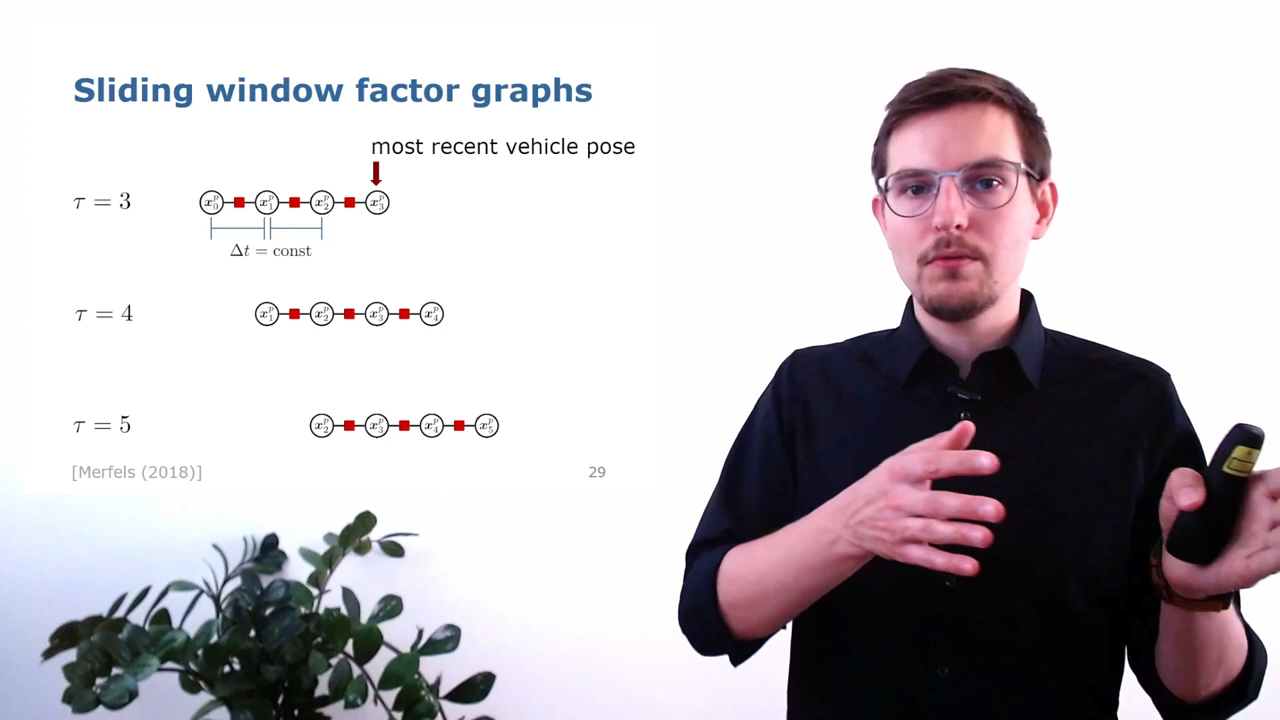 Sliding window factor graphs
most recent vehicle pose
τ = 3
x₀ᵖ x₁ᵖ x₂ᵖ x₃ᵖ
Δt = const
τ = 4
x₁ᵖ x₂ᵖ x₃ᵖ x₄ᵖ
τ = 5
x₂ᵖ x₃ᵖ x₄ᵖ x₅ᵖ
[Merfels (2018)]
29